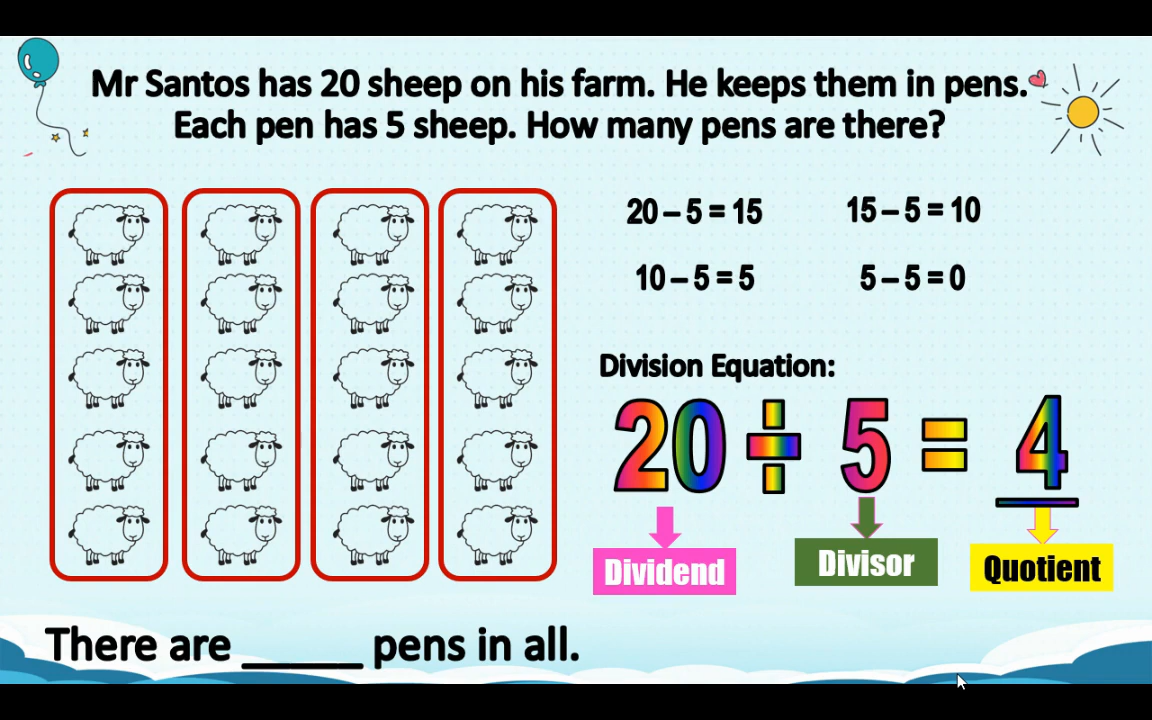 Mr Santos has 20 sheep on his farm. He keeps them in pens.
Each pen has 5 sheep. How many pens are there?
20 – 5 = 15
15 – 5 = 10
10 – 5 = 5
5 – 5 = 0
Division Equation:
20 ÷ 5 = 4
Dividend
Divisor
Quotient
There are _____ pens in all.